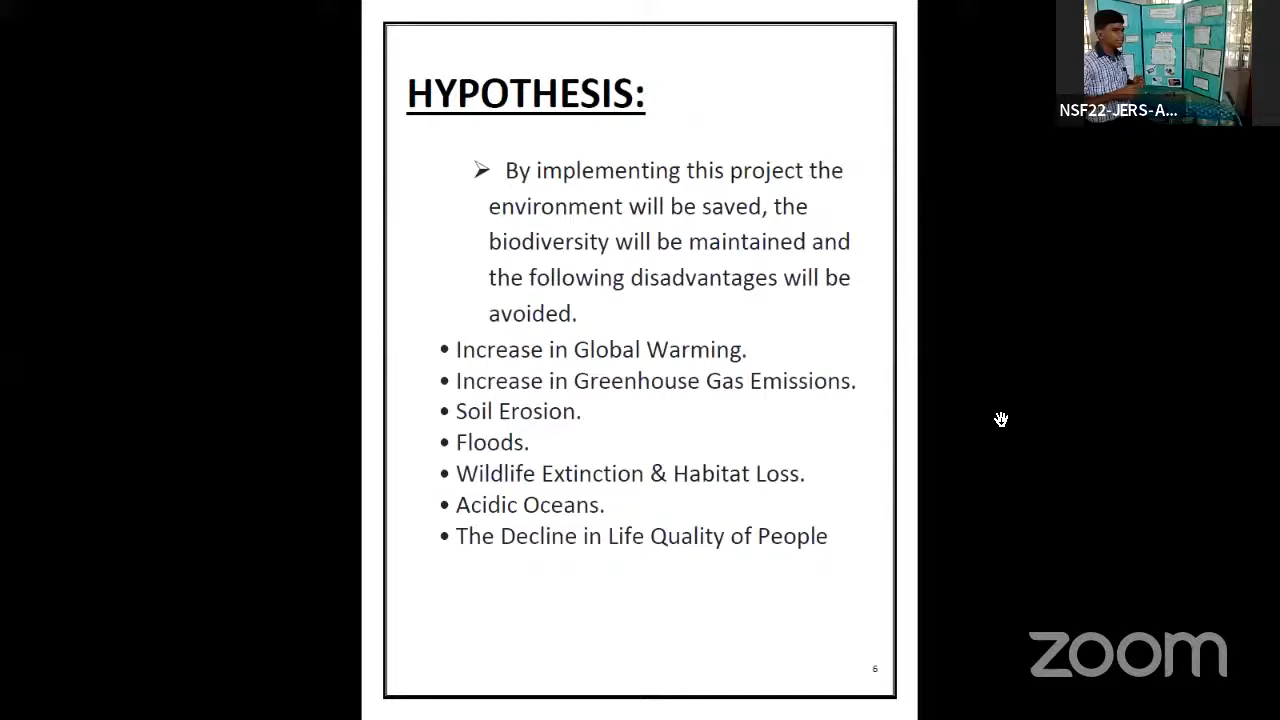 HYPOTHESIS:
➢ By implementing this project the
environment will be saved, the
biodiversity will be maintained and
the following disadvantages will be
avoided.
• Increase in Global Warming.
• Increase in Greenhouse Gas Emissions.
• Soil Erosion.
• Floods.
• Wildlife Extinction & Habitat Loss.
• Acidic Oceans.
• The Decline in Life Quality of People
6
NSF22-JERS-A...
zoom